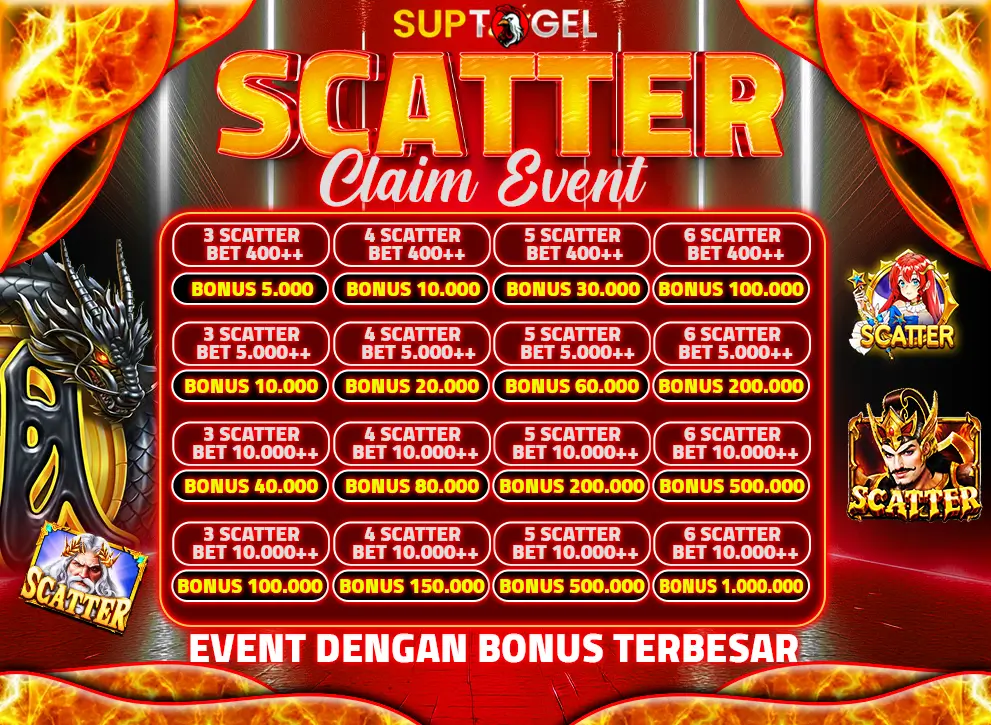 SUPTOGEL
SCATTER
Claim Event
3 SCATTER
BET 400++
4 SCATTER
BET 400++
5 SCATTER
BET 400++
6 SCATTER
BET 400++
BONUS 5.000
BONUS 10.000
BONUS 30.000
BONUS 100.000
3 SCATTER
BET 5.000++
4 SCATTER
BET 5.000++
5 SCATTER
BET 5.000++
6 SCATTER
BET 5.000++
BONUS 10.000
BONUS 20.000
BONUS 60.000
BONUS 200.000
3 SCATTER
BET 10.000++
4 SCATTER
BET 10.000++
5 SCATTER
BET 10.000++
6 SCATTER
BET 10.000++
BONUS 40.000
BONUS 80.000
BONUS 200.000
BONUS 500.000
3 SCATTER
BET 10.000++
4 SCATTER
BET 10.000++
5 SCATTER
BET 10.000++
6 SCATTER
BET 10.000++
BONUS 100.000
BONUS 150.000
BONUS 500.000
BONUS 1.000.000
SCATTER
SCATTER
SCATTER
EVENT DENGAN BONUS TERBESAR